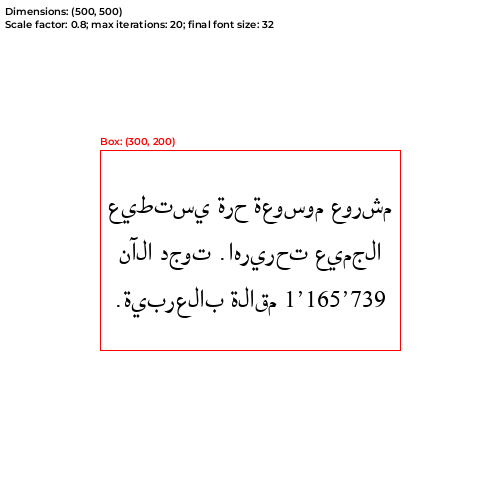 Dimensions: (500, 500)
Scale factor: 0.8; max iterations: 20; final font size: 32
Box: (300, 200)
مشروع موسوعة حرة يستطيع
الجميع تحريرها. توجد الآن
1’165’739 مقالة بالعربية.